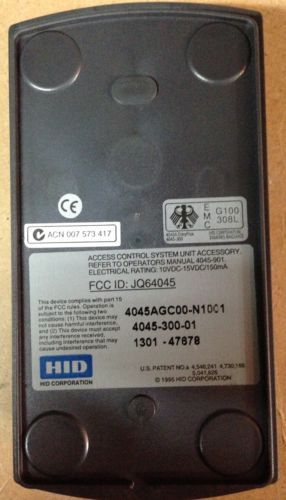 CE
ACN 007 573 417
EMC
G100
308L
ACCESS CONTROL SYSTEM UNIT ACCESSORY.
REFER TO OPERATORS MANUAL 4045-901.
ELECTRICAL RATING: 10VDC-15VDC/150mA
FCC ID: JQ64045
This device complies with part 15
of the FCC rules. Operation is
subject to the following two
conditions: (1) This device may
not cause harmful interference,
and (2) This device must accept
any interference received,
including interference that may
cause undesired operation.
4045AGC00-N1001
4045-300-01
1301 - 47878
HID
HID CORPORATION
U.S. PATENT NO.s 4,546,241 4,730,188
5,041,826
© 1995 HID CORPORATION